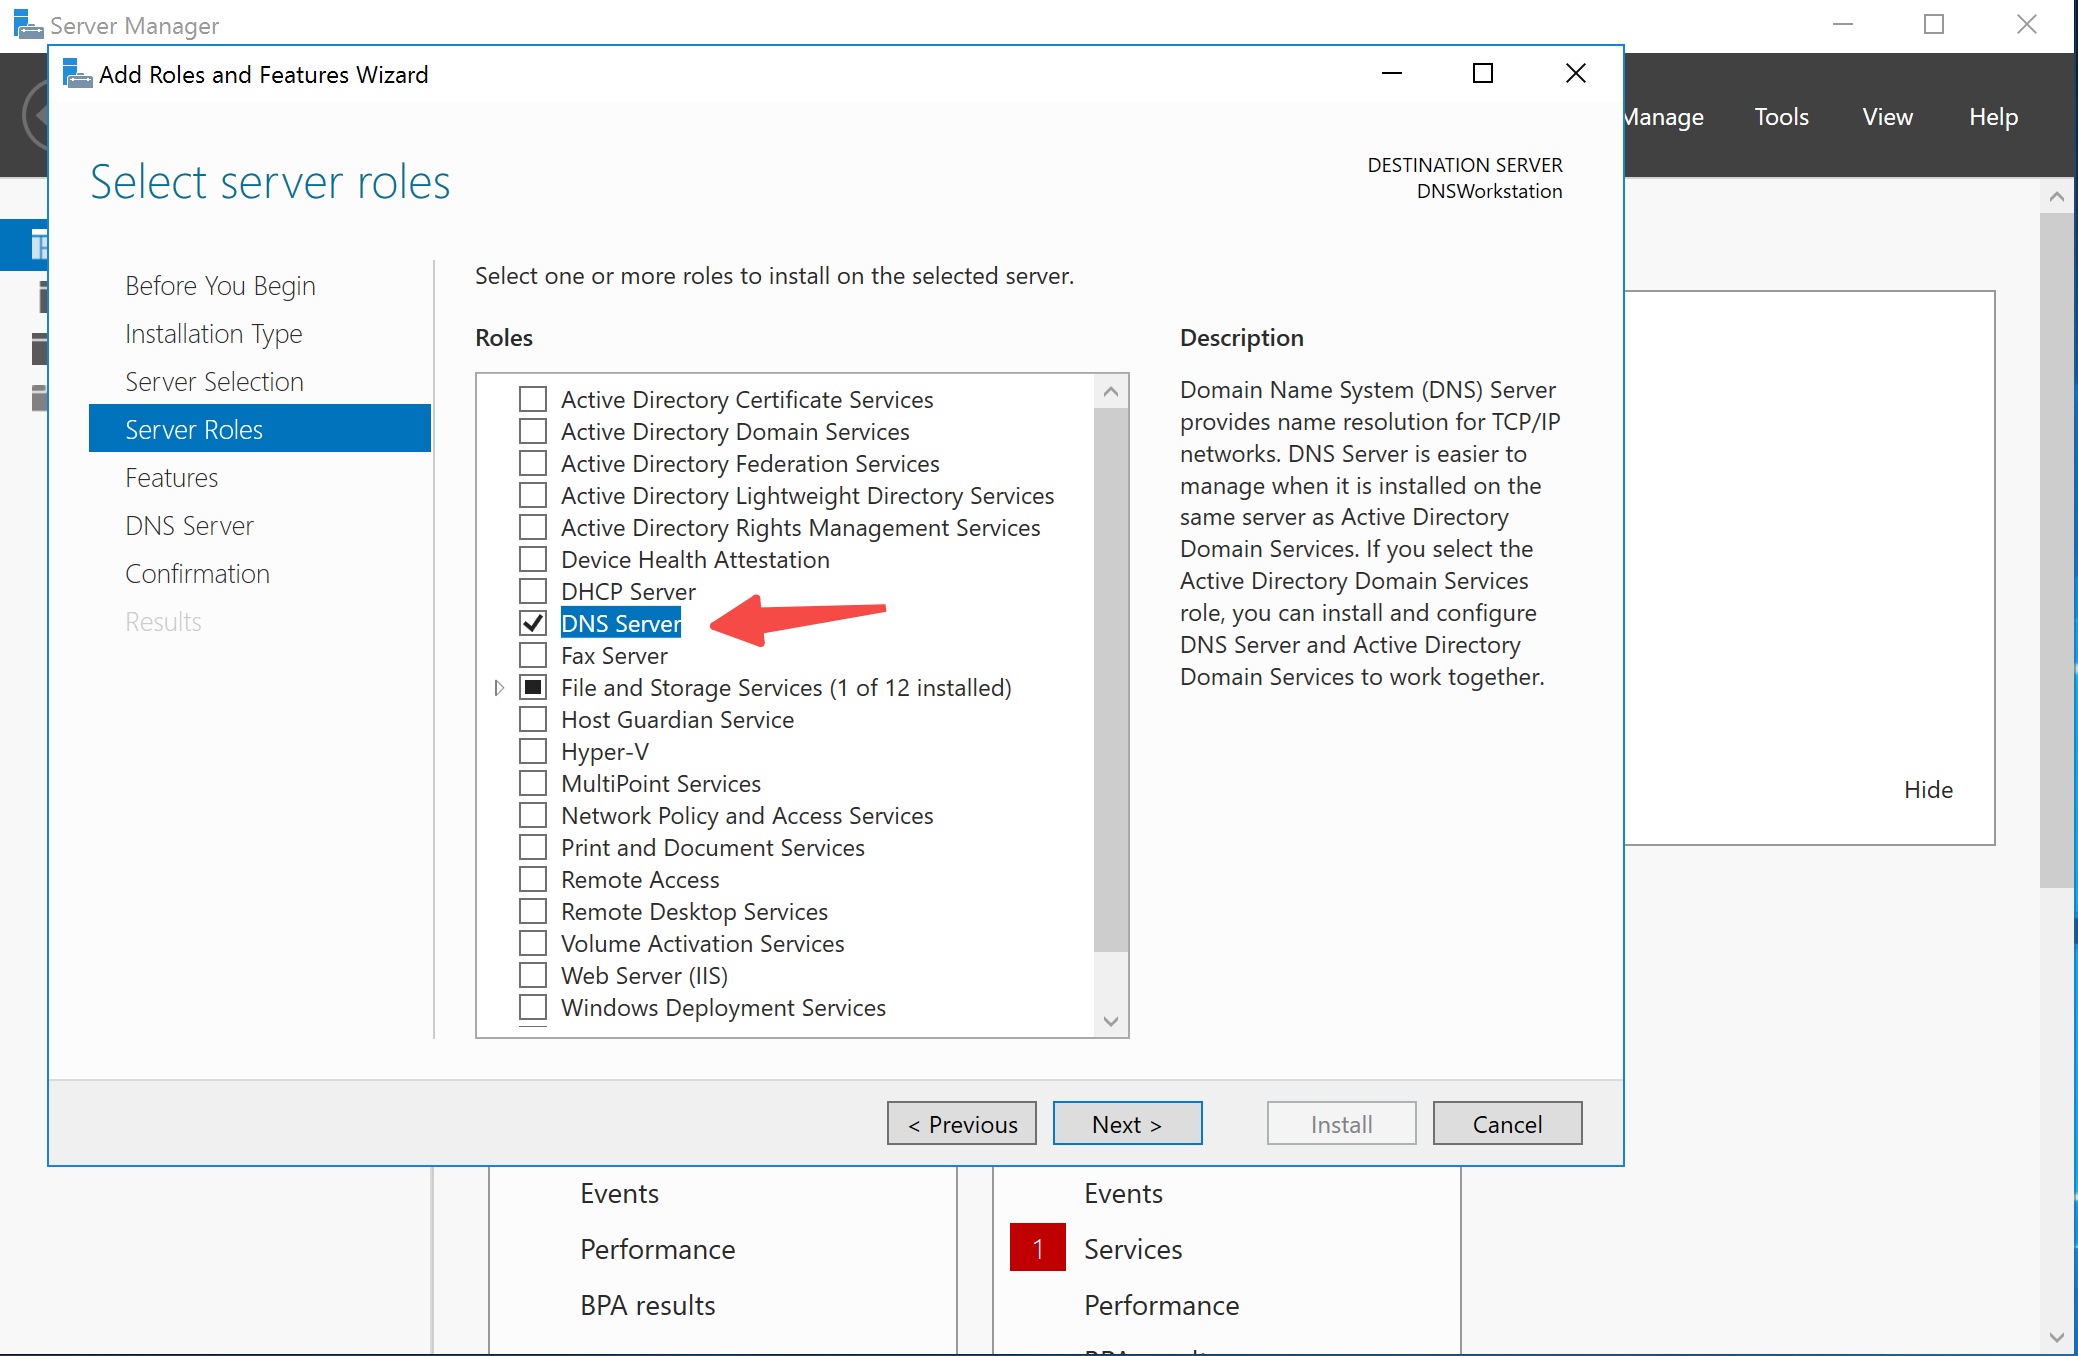 Server Manager
Add Roles and Features Wizard
Manage
Tools
View
Help
Select server roles
DESTINATION SERVER
DNSWorkstation
Before You Begin
Installation Type
Server Selection
Server Roles
Features
DNS Server
Confirmation
Results
Select one or more roles to install on the selected server.
Roles
Active Directory Certificate Services
Active Directory Domain Services
Active Directory Federation Services
Active Directory Lightweight Directory Services
Active Directory Rights Management Services
Device Health Attestation
DHCP Server
DNS Server
Fax Server
File and Storage Services (1 of 12 installed)
Host Guardian Service
Hyper-V
MultiPoint Services
Network Policy and Access Services
Print and Document Services
Remote Access
Remote Desktop Services
Volume Activation Services
Web Server (IIS)
Windows Deployment Services
Description
Domain Name System (DNS) Server
provides name resolution for TCP/IP
networks. DNS Server is easier to
manage when it is installed on the
same server as Active Directory
Domain Services. If you select the
Active Directory Domain Services
role, you can install and configure
DNS Server and Active Directory
Domain Services to work together.
Hide
< Previous
Next >
Install
Cancel
Events
Performance
BPA results
Events
1 Services
Performance